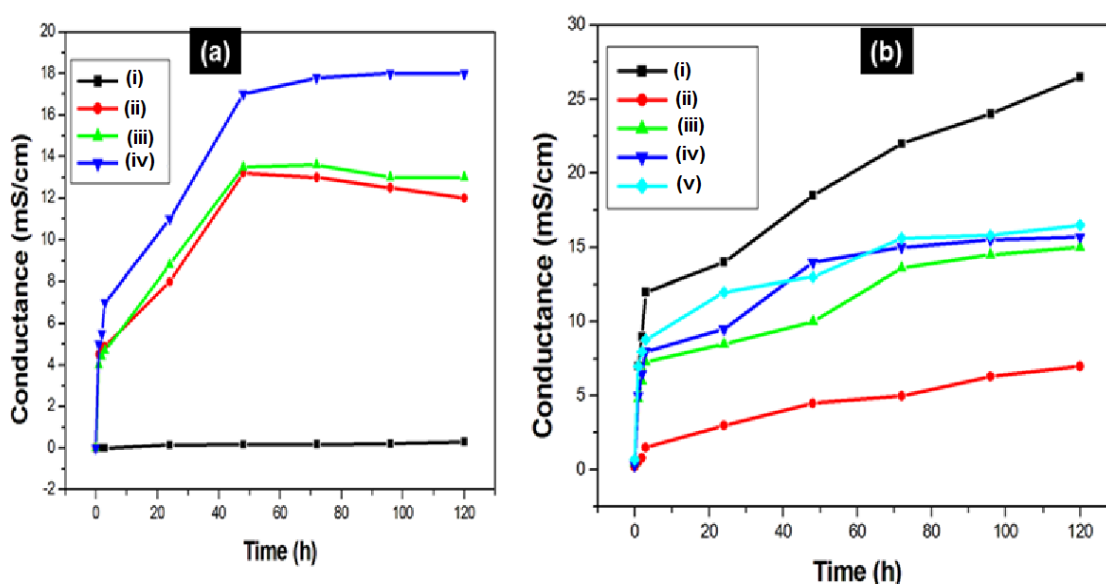 (a)
(i)
(ii)
(iii)
(iv)
20
18
16
14
12
10
8
6
4
2
0
-2
Conductance (mS/cm)
0 20 40 60 80 100 120
Time (h)
(b)
(i)
(ii)
(iii)
(iv)
(v)
30
25
20
15
10
5
0
Conductance (mS/cm)
0 20 40 60 80 100 120
Time (h)